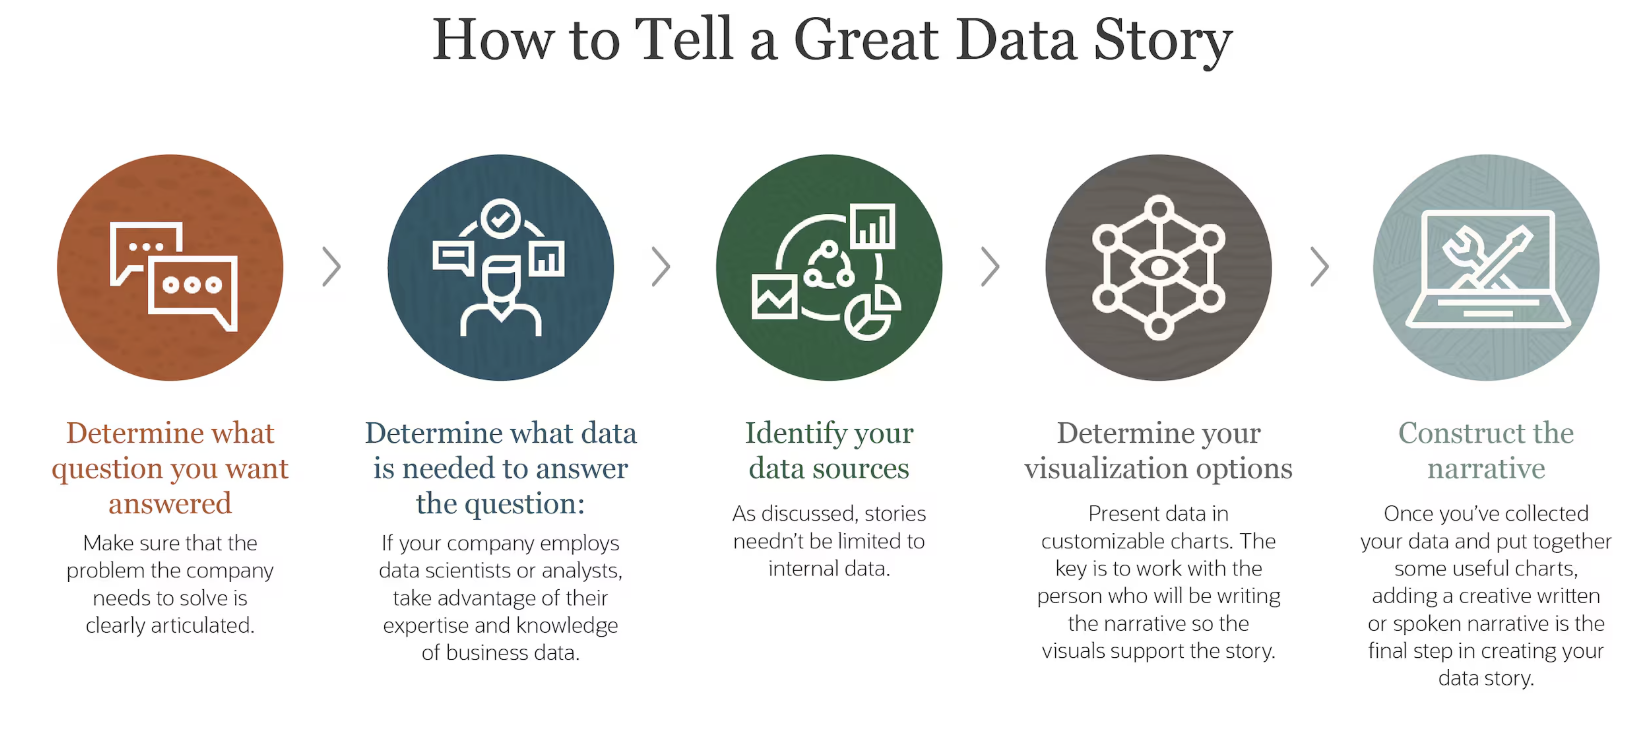 How to Tell a Great Data Story
Determine what
question you want
answered
Make sure that the
problem the company
needs to solve is
clearly articulated.
Determine what data
is needed to answer
the question:
If your company employs
data scientists or analysts,
take advantage of their
expertise and knowledge
of business data.
Identify your
data sources
As discussed, stories
needn't be limited to
internal data.
Determine your
visualization options
Present data in
customizable charts. The
key is to work with the
person who will be writing
the narrative so the
visuals support the story.
Construct the
narrative
Once you've collected
your data and put together
some useful charts,
adding a creative written
or spoken narrative is the
final step in creating your
data story.